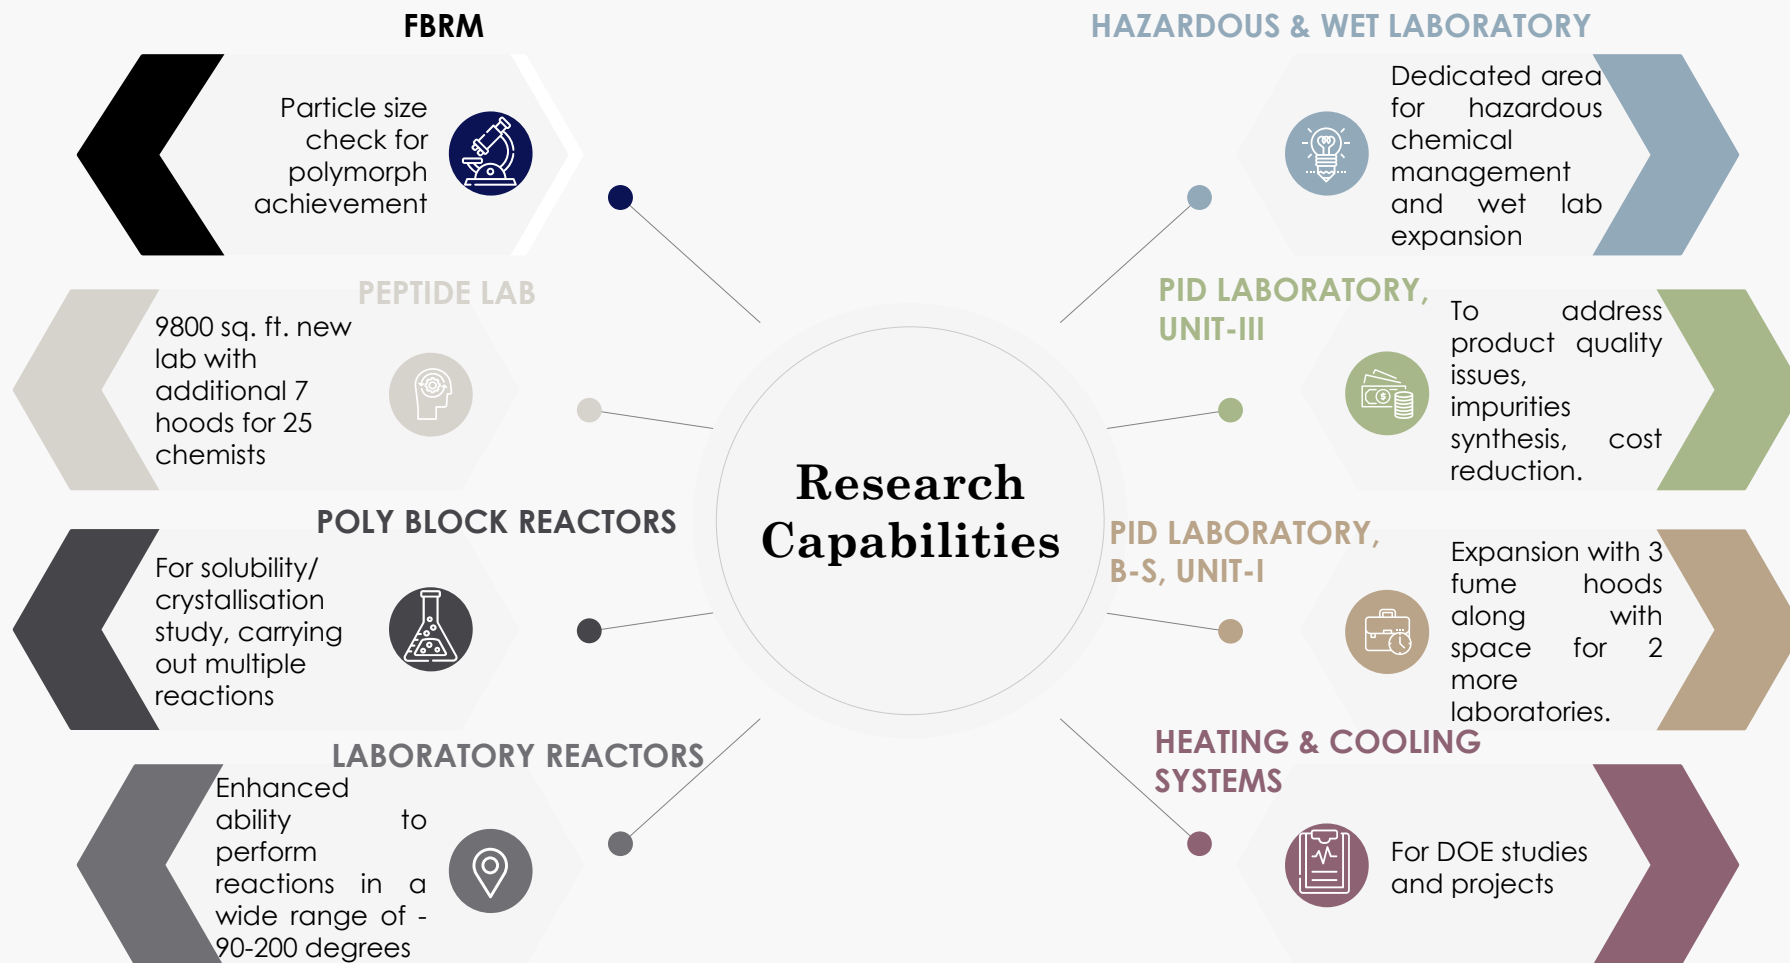 FBRM
Particle size
check for
polymorph
achievement
PEPTIDE LAB
9800 sq. ft. new
lab with
additional 7
hoods for 25
chemists
POLY BLOCK REACTORS
For solubility/
crystallisation
study, carrying
out multiple
reactions
LABORATORY REACTORS
Enhanced
ability to
perform
reactions in a
wide range of -
90-200 degrees
Research
Capabilities
HAZARDOUS & WET LABORATORY
Dedicated area
for hazardous
chemical
management
and wet lab
expansion
PID LABORATORY,
UNIT-III
To address
product quality
issues,
impurities
synthesis, cost
reduction.
PID LABORATORY,
B-S, UNIT-I
Expansion with 3
fume hoods
along with
space for 2
more
laboratories.
HEATING & COOLING
SYSTEMS
For DOE studies
and projects